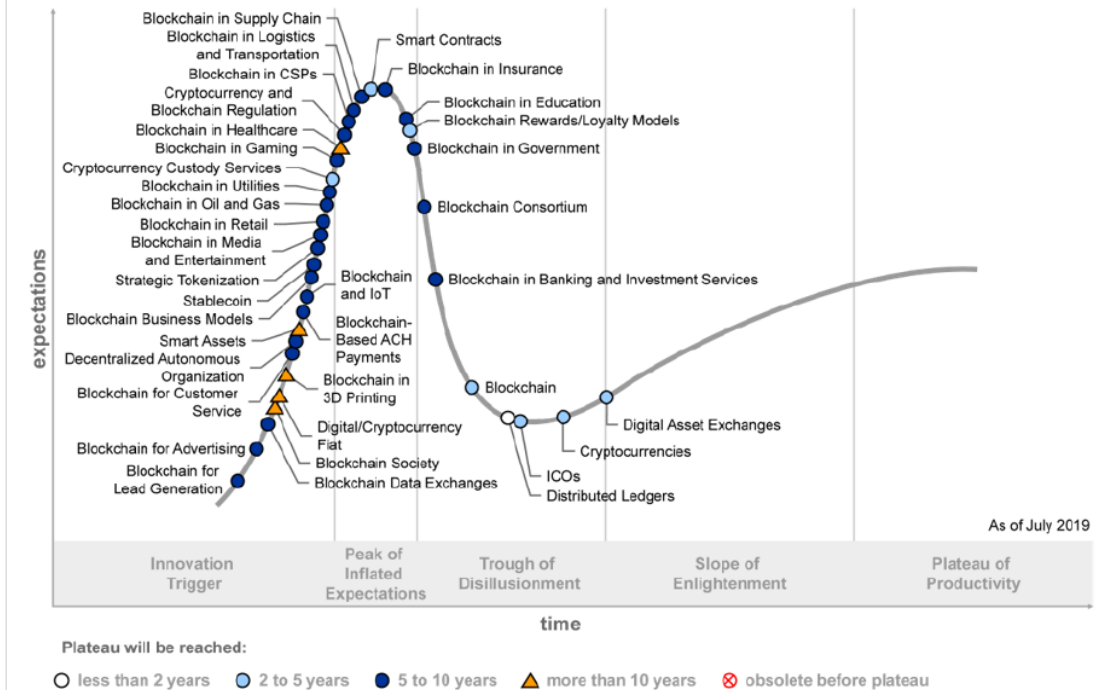 Blockchain in Supply Chain
Blockchain in Logistics
and Transportation
Blockchain in CSPs
Cryptocurrency and
Blockchain Regulation
Blockchain in Healthcare
Blockchain in Gaming
Cryptocurrency Custody Services
Blockchain in Utilities
Blockchain in Oil and Gas
Blockchain in Retail
Blockchain in Media
and Entertainment
Strategic Tokenization
Stablecoin
Blockchain Business Models
Smart Assets
Decentralized Autonomous
Organization
Blockchain for Customer
Service
Blockchain for Advertising
Blockchain for
Lead Generation
Smart Contracts
Blockchain in Insurance
Blockchain in Education
Blockchain Rewards/Loyalty Models
Blockchain in Government
Blockchain Consortium
Blockchain in Banking and Investment Services
Blockchain
and IoT
Blockchain-
Based ACH
Payments
Blockchain in
3D Printing
Digital/Cryptocurrency
Fiat
Blockchain Society
Blockchain Data Exchanges
Blockchain
Digital Asset Exchanges
Cryptocurrencies
ICOs
Distributed Ledgers
As of July 2019
expectations
Innovation
Trigger
Peak of
Inflated
Expectations
Trough of
Disillusionment
Slope of
Enlightenment
Plateau of
Productivity
time
Plateau will be reached:
less than 2 years
2 to 5 years
5 to 10 years
more than 10 years
obsolete before plateau